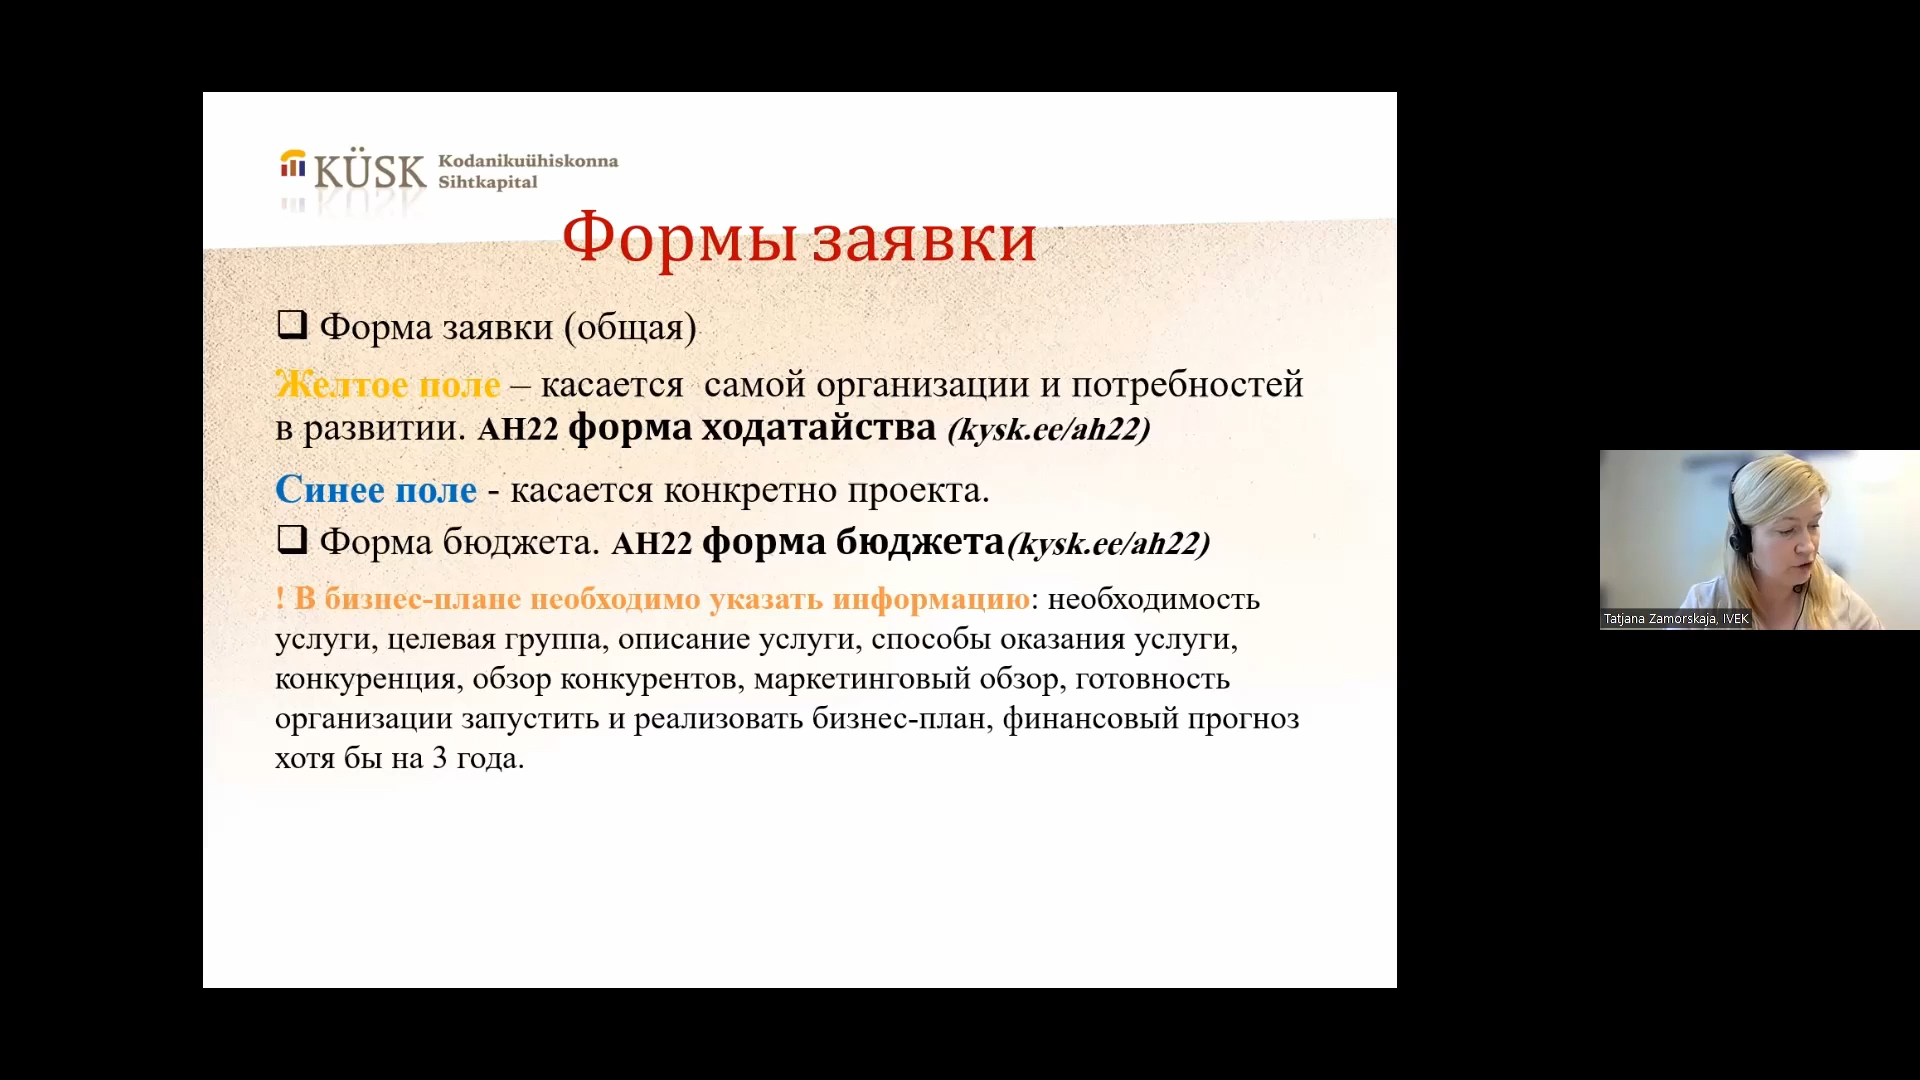 KÜSK Kodanikuühiskonna
Sihtkapital
Формы заявки
❑ Форма заявки (общая)
Желтое поле – касается  самой организации и потребностей
в развитии. АН22 форма ходатайства (kysk.ee/ah22)
Синее поле - касается конкретно проекта.
❑ Форма бюджета. АН22 форма бюджета(kysk.ee/ah22)
! В бизнес-плане необходимо указать информацию: необходимость
услуги, целевая группа, описание услуги, способы оказания услуги,
конкуренция, обзор конкурентов, маркетинговый обзор, готовность
организации запустить и реализовать бизнес-план, финансовый прогноз
хотя бы на 3 года.
Tatjana Zamorskaja, IVEK